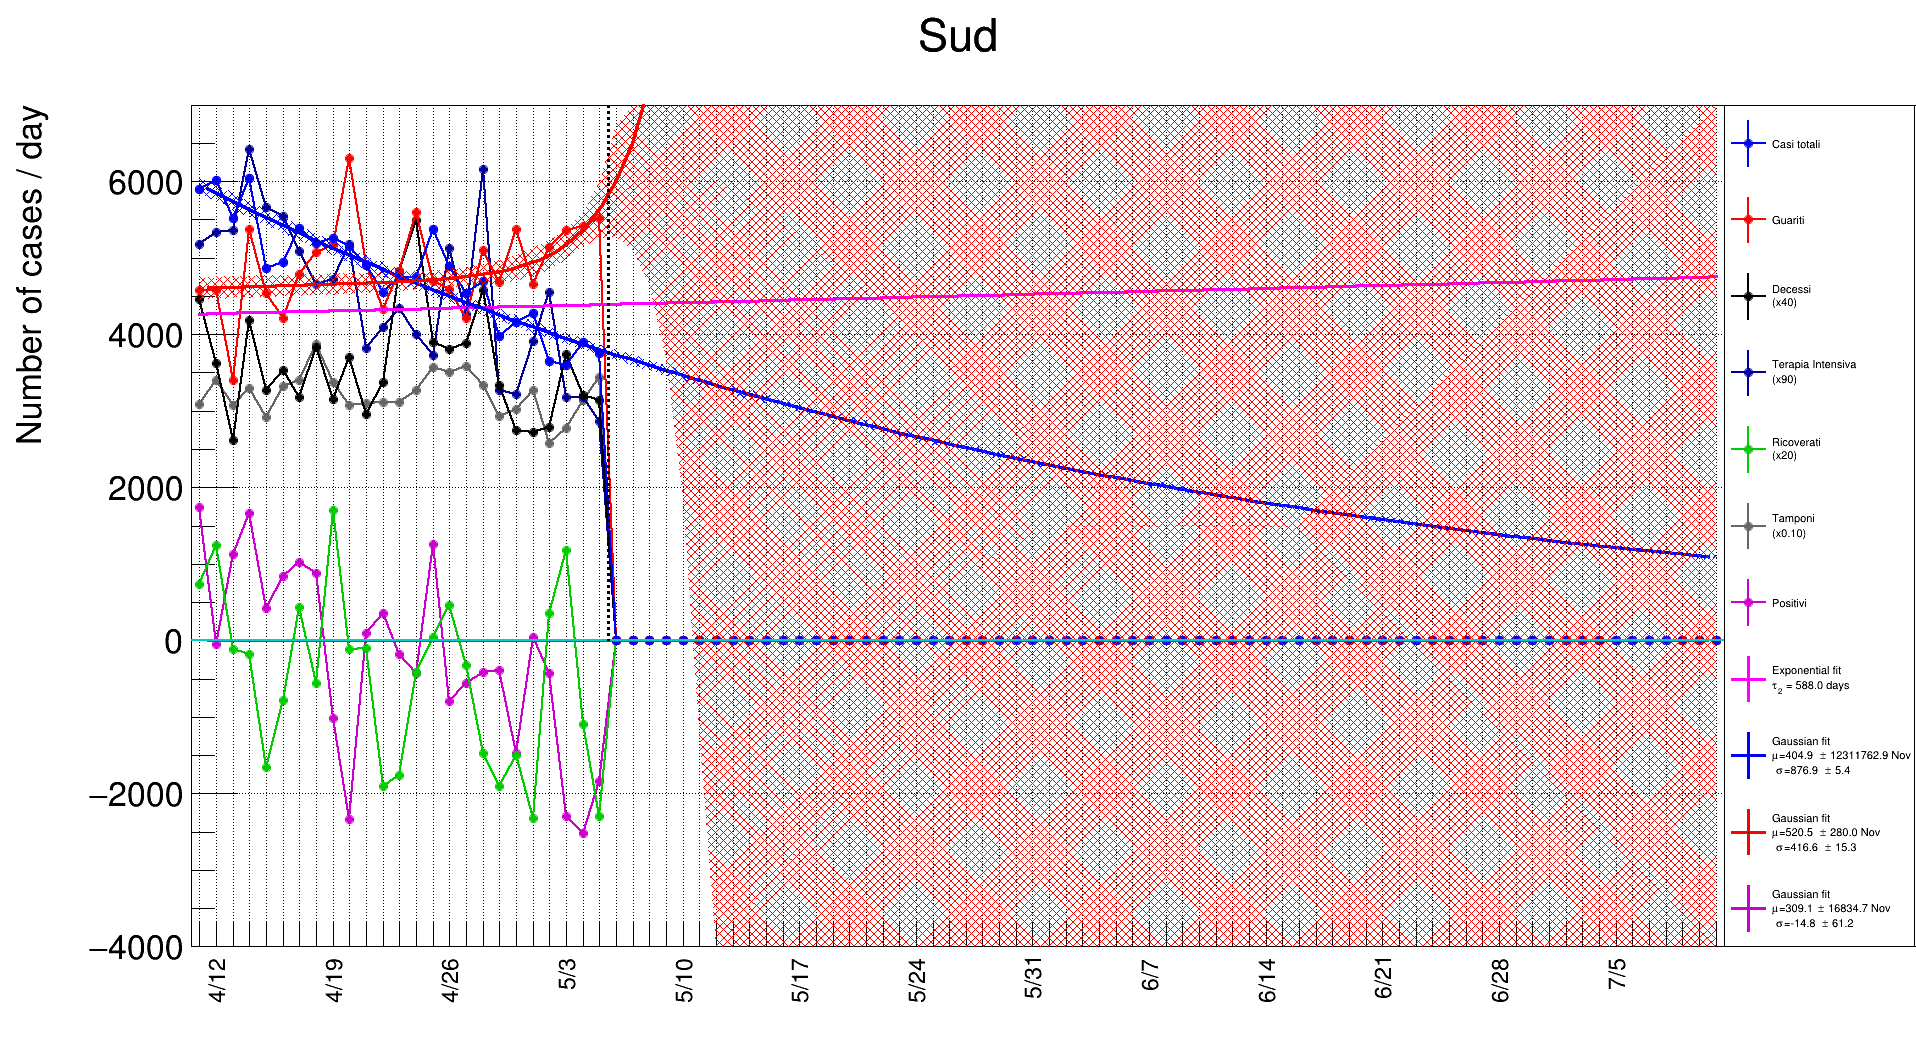 Sud
Number of cases / day
6000
4000
2000
0
−2000
−4000
4/12
4/19
4/26
5/3
5/10
5/17
5/24
5/31
6/7
6/14
6/21
6/28
7/5
Casi totali
Guariti
Decessi
(x40)
Terapia Intensiva
(x90)
Ricoverati
(x20)
Tamponi
(x0.10)
Positivi
Exponential fit
τ2 = 588.0 days
Gaussian fit
μ=404.9 ± 12311762.9 Nov
σ=876.9 ± 5.4
Gaussian fit
μ=520.5 ± 280.0 Nov
σ=416.6 ± 15.3
Gaussian fit
μ=309.1 ± 16834.7 Nov
σ=-14.8 ± 61.2